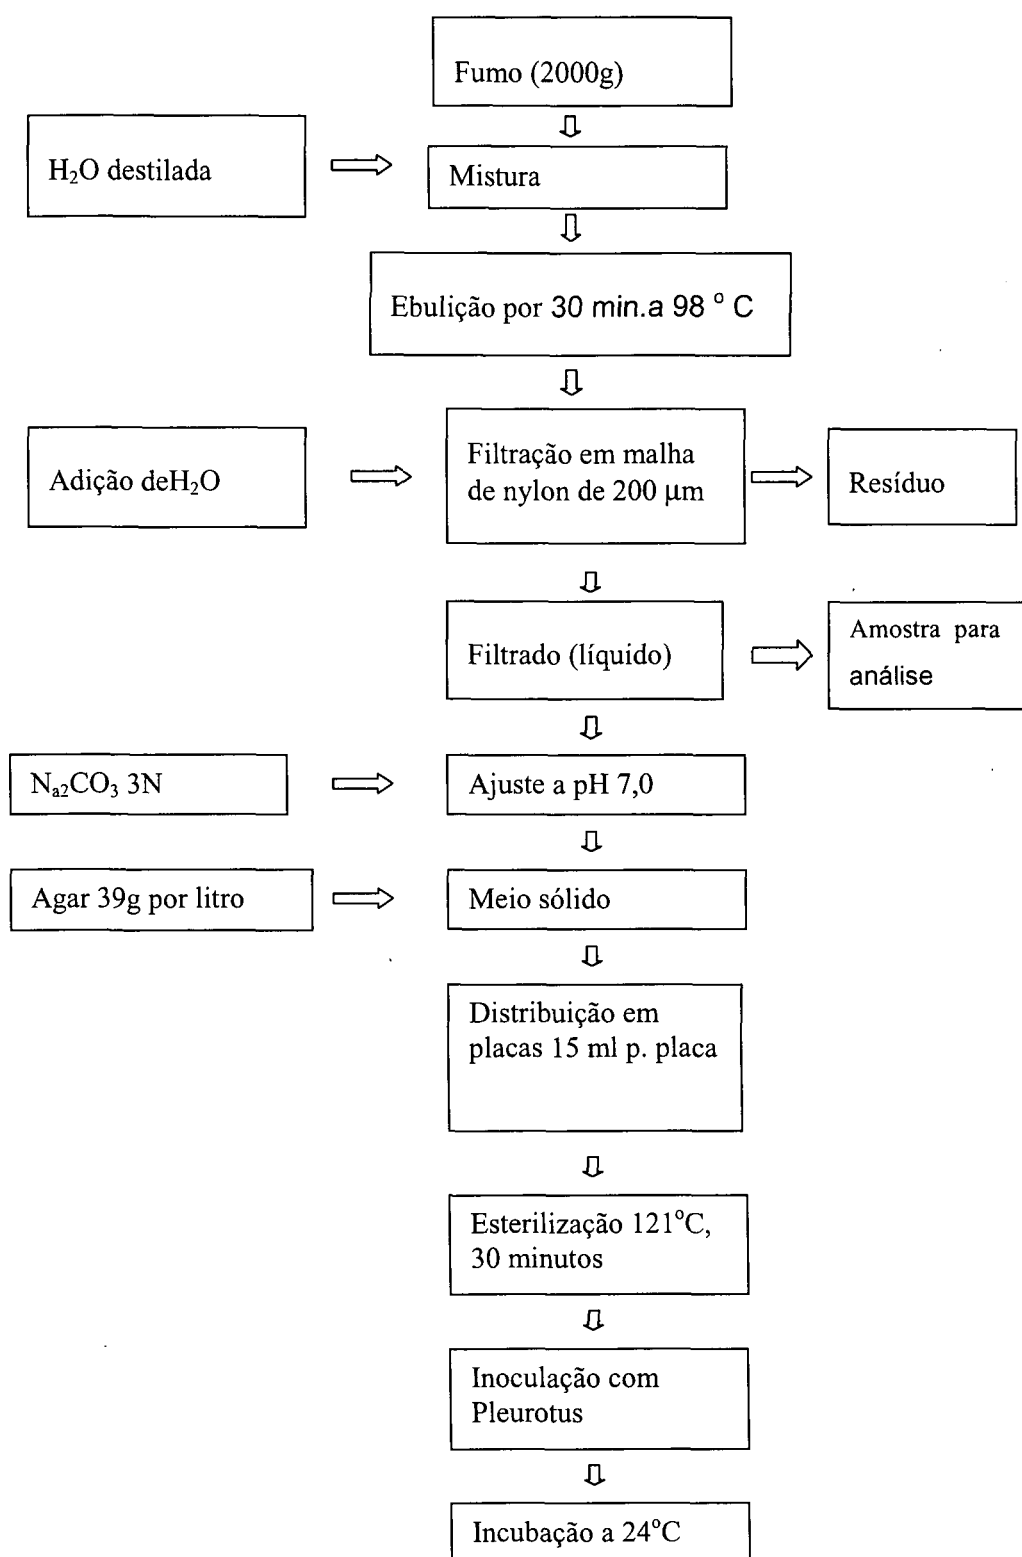 Fumo (2000g)
H₂O destilada
Mistura
Ebulição por 30 min.a 98 ° C
Adição deH₂O
Filtração em malha
de nylon de 200 μm
Resíduo
Filtrado (líquido)
Amostra para
análise
Na₂CO₃ 3N
Ajuste a pH 7,0
Agar 39g por litro
Meio sólido
Distribuição em
placas 15 ml p. placa
Esterilização 121°C,
30 minutos
Inoculação com
Pleurotus
Incubação a 24°C